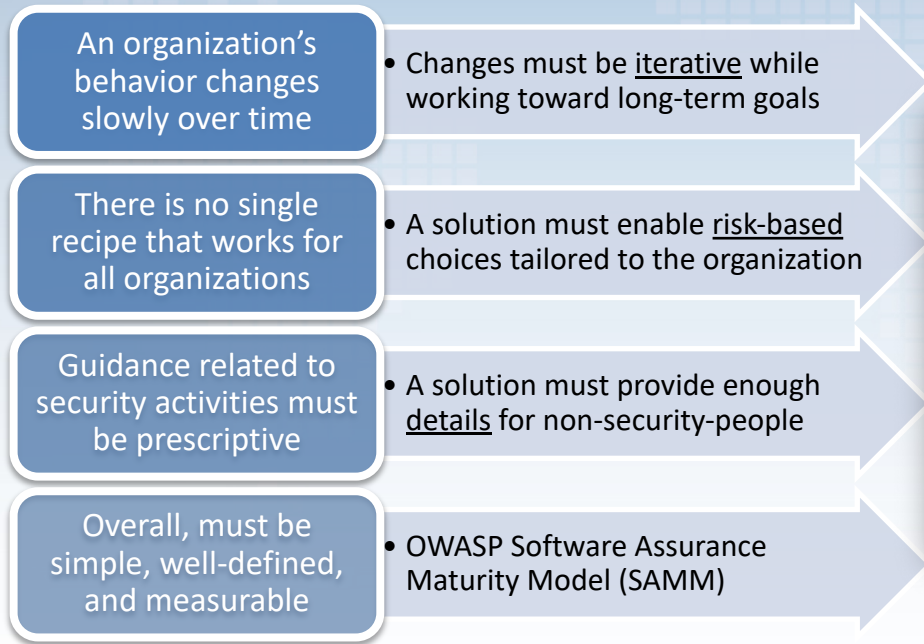 An organization’s
behavior changes
slowly over time
• Changes must be iterative while
working toward long-term goals
There is no single
recipe that works for
all organizations
• A solution must enable risk-based
choices tailored to the organization
Guidance related to
security activities must
be prescriptive
• A solution must provide enough
details for non-security-people
Overall, must be
simple, well-defined,
and measurable
• OWASP Software Assurance
Maturity Model (SAMM)